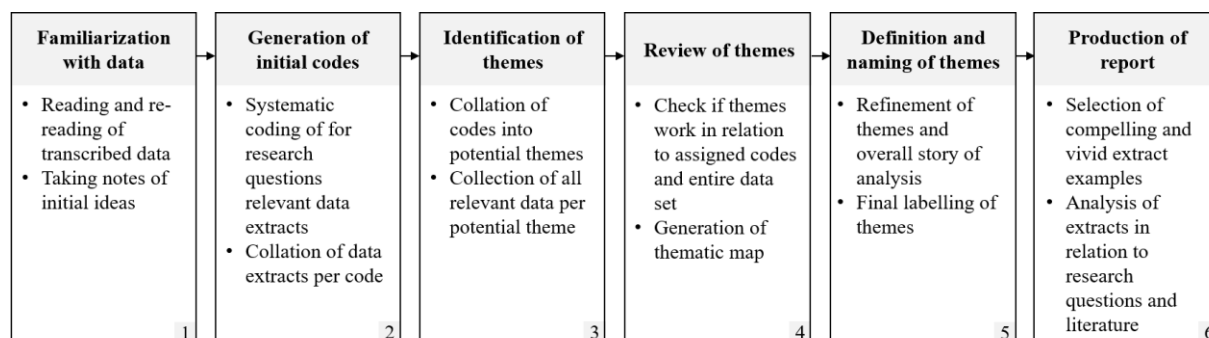 Familiarization
with data
• Reading and re-
reading of
transcribed data
• Taking notes of
initial ideas
1
Generation of
initial codes
• Systematic
coding of for
research
questions
relevant data
extracts
• Collation of data
extracts per code
2
Identification of
themes
• Collation of
codes into
potential themes
• Collection of all
relevant data per
potential theme
3
Review of themes
• Check if themes
work in relation
to assigned codes
and entire data
set
• Generation of
thematic map
4
Definition and
naming of themes
• Refinement of
themes and
overall story of
analysis
• Final labelling of
themes
5
Production of
report
• Selection of
compelling and
vivid extract
examples
• Analysis of
extracts in
relation to
research
questions and
literature
6